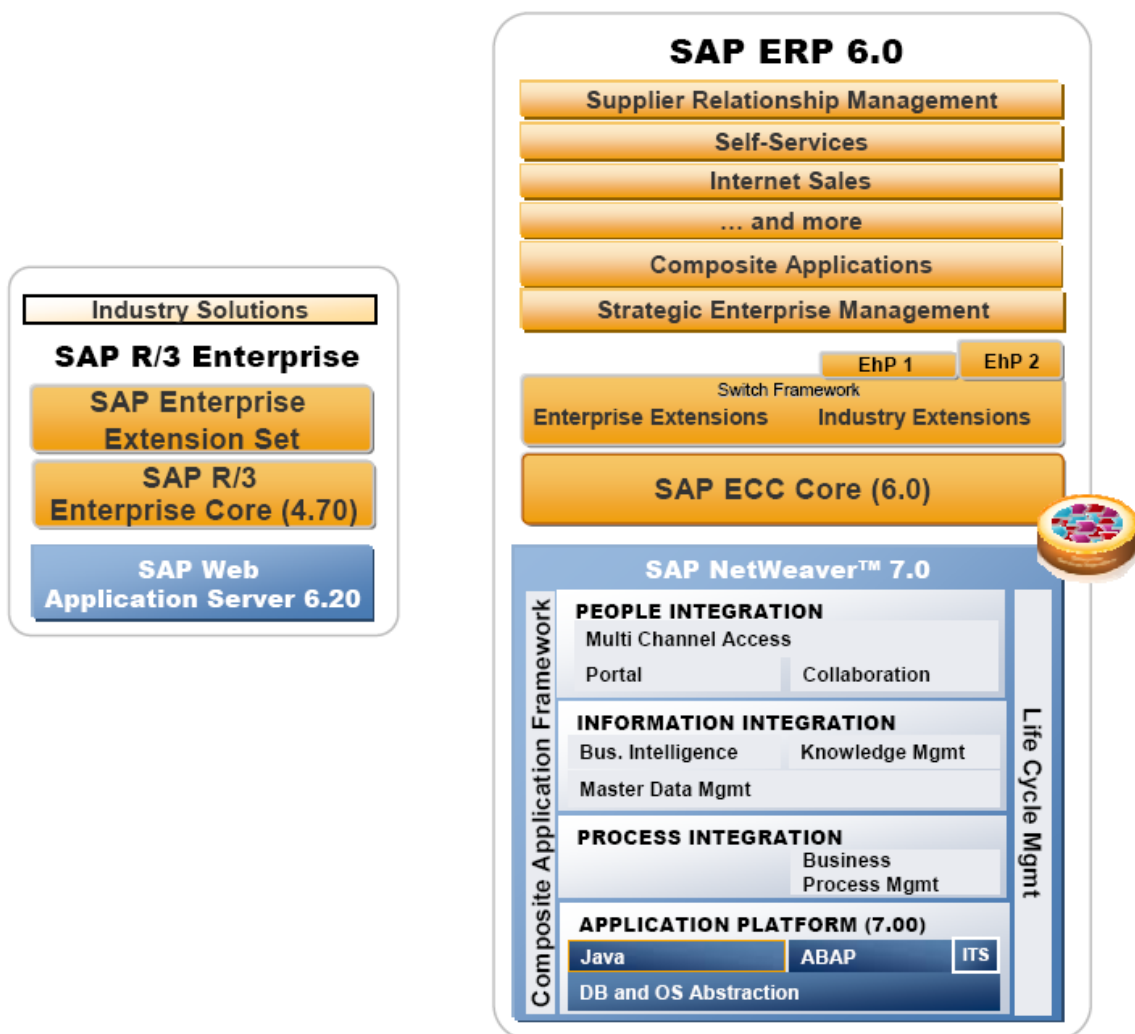 Industry Solutions
SAP R/3 Enterprise
SAP Enterprise
Extension Set
SAP R/3
Enterprise Core (4.70)
SAP Web
Application Server 6.20
SAP ERP 6.0
Supplier Relationship Management
Self-Services
Internet Sales
... and more
Composite Applications
Strategic Enterprise Management
EhP 1
EhP 2
Switch Framework
Enterprise Extensions
Industry Extensions
SAP ECC Core (6.0)
SAP NetWeaver™ 7.0
Composite Application Framework
PEOPLE INTEGRATION
Multi Channel Access
Portal
Collaboration
INFORMATION INTEGRATION
Bus. Intelligence
Knowledge Mgmt
Master Data Mgmt
PROCESS INTEGRATION
Business
Process Mgmt
APPLICATION PLATFORM (7.00)
Java
ABAP
ITS
DB and OS Abstraction
Life Cycle Mgmt